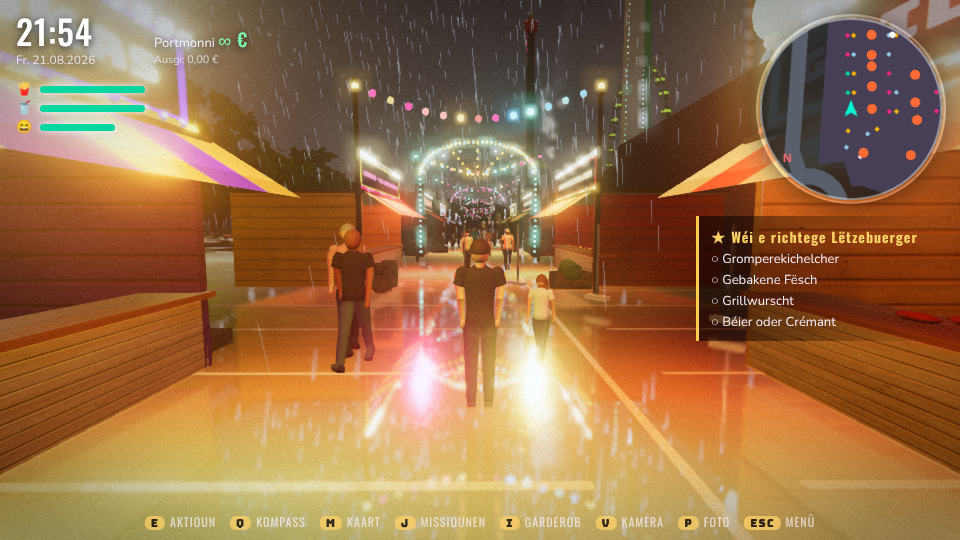 21:54
Fr. 21.08.2026
Portmonni ∞ €
Ausgi: 0,00 €
N
★ Wéi e richtege Lëtzebuerger
○ Gromperekichelcher
○ Gebakene Fësch
○ Grillwurscht
○ Béier oder Crémant
E AKTIOUN Q KOMPASS M KAART J MISSIOUNEN I GARDEROB V KAMERA P FOTO ESC MENÜ